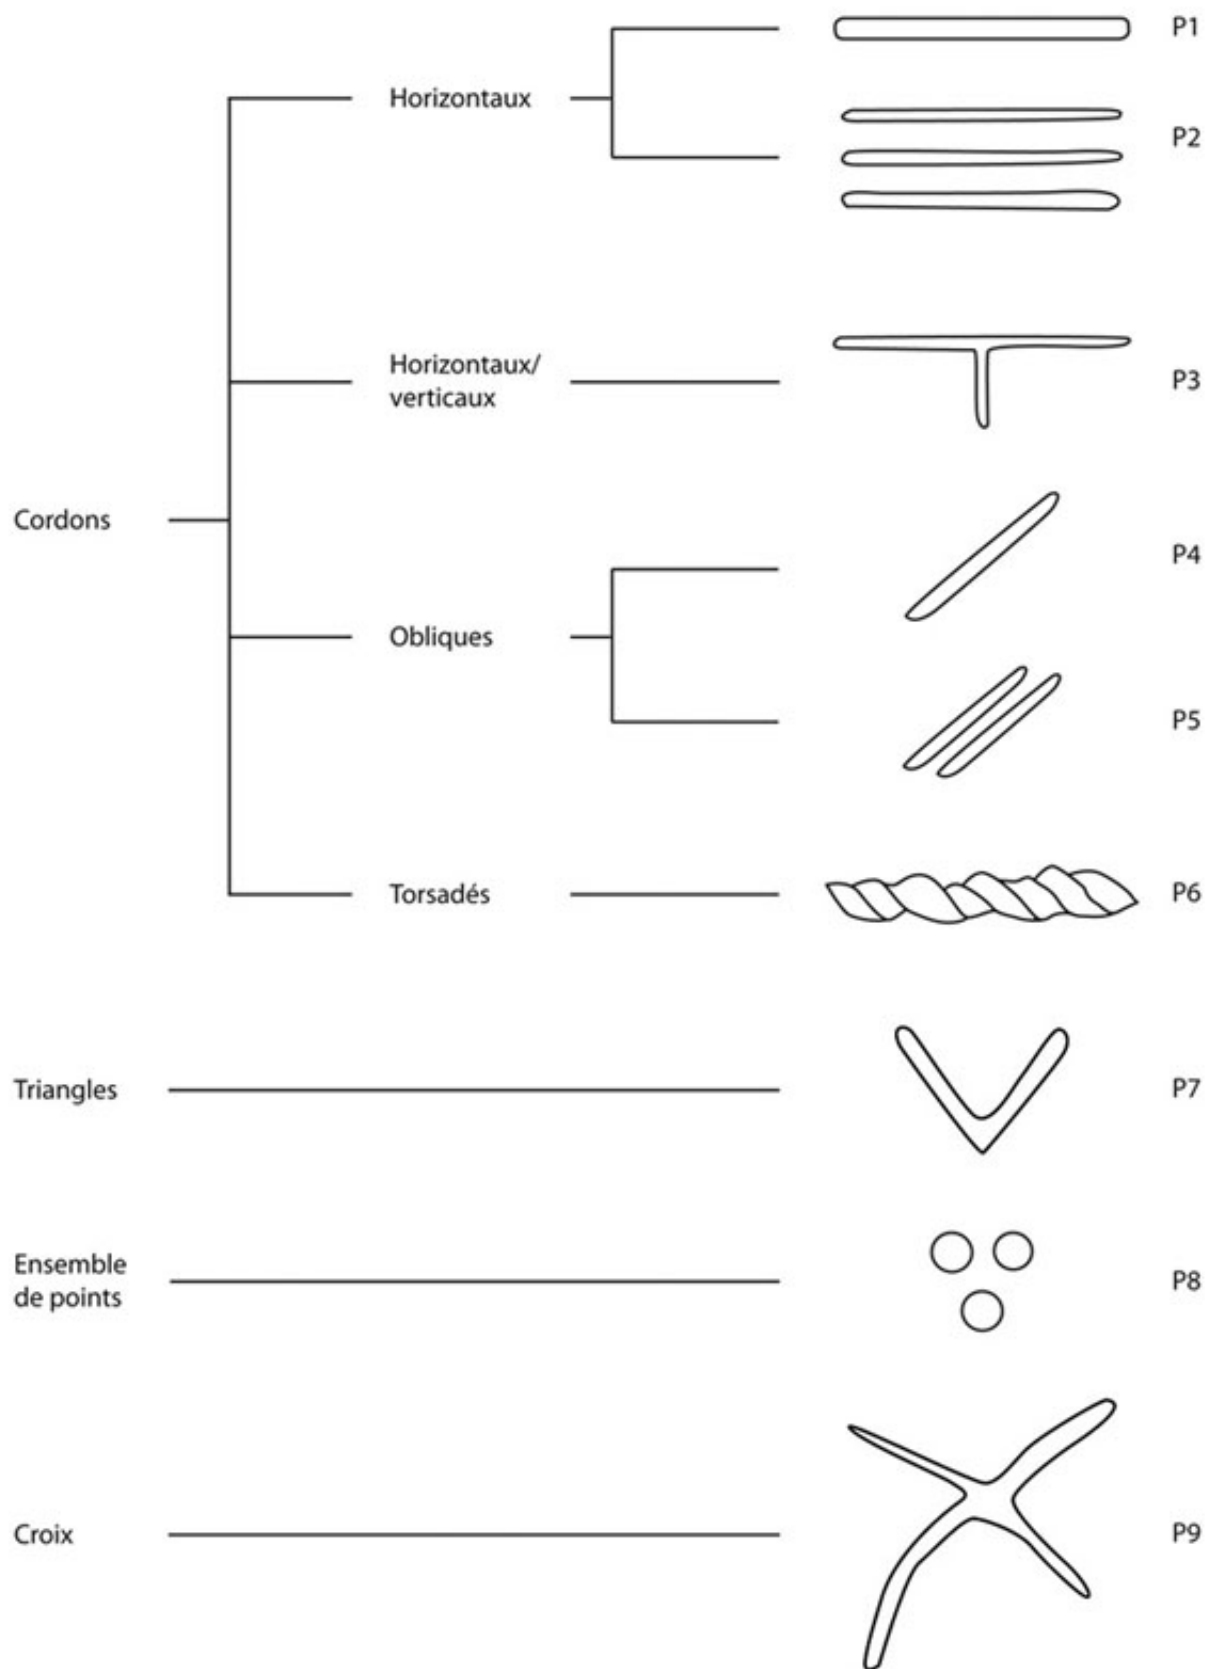 P1
Horizontaux
P2
Horizontaux/
verticaux
P3
Cordons
P4
Obliques
P5
Torsadés
P6
Triangles
P7
Ensemble
de points
P8
Croix
P9